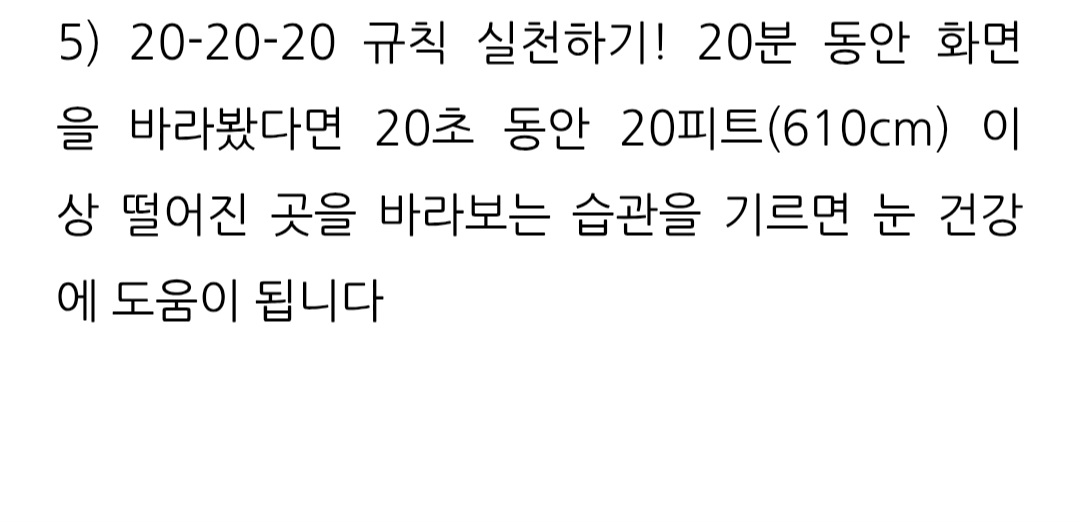 5) 20-20-20 규칙 실천하기! 20분 동안 화면
을 바라봤다면 20초 동안 20피트(610cm) 이
상 떨어진 곳을 바라보는 습관을 기르면 눈 건강
에 도움이 됩니다